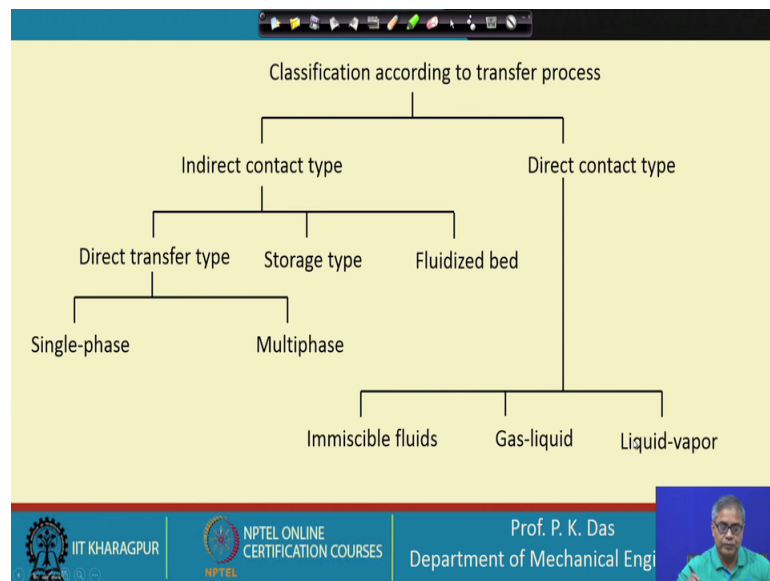 Classification according to transfer process
Indirect contact type
Direct contact type
Direct transfer type
Storage type
Fluidized bed
Single-phase
Multiphase
Immiscible fluids
Gas-liquid
Liquid-vapor
IIT KHARAGPUR
NPTEL
NPTEL ONLINE
CERTIFICATION COURSES
Prof. P. K. Das
Department of Mechanical Engi